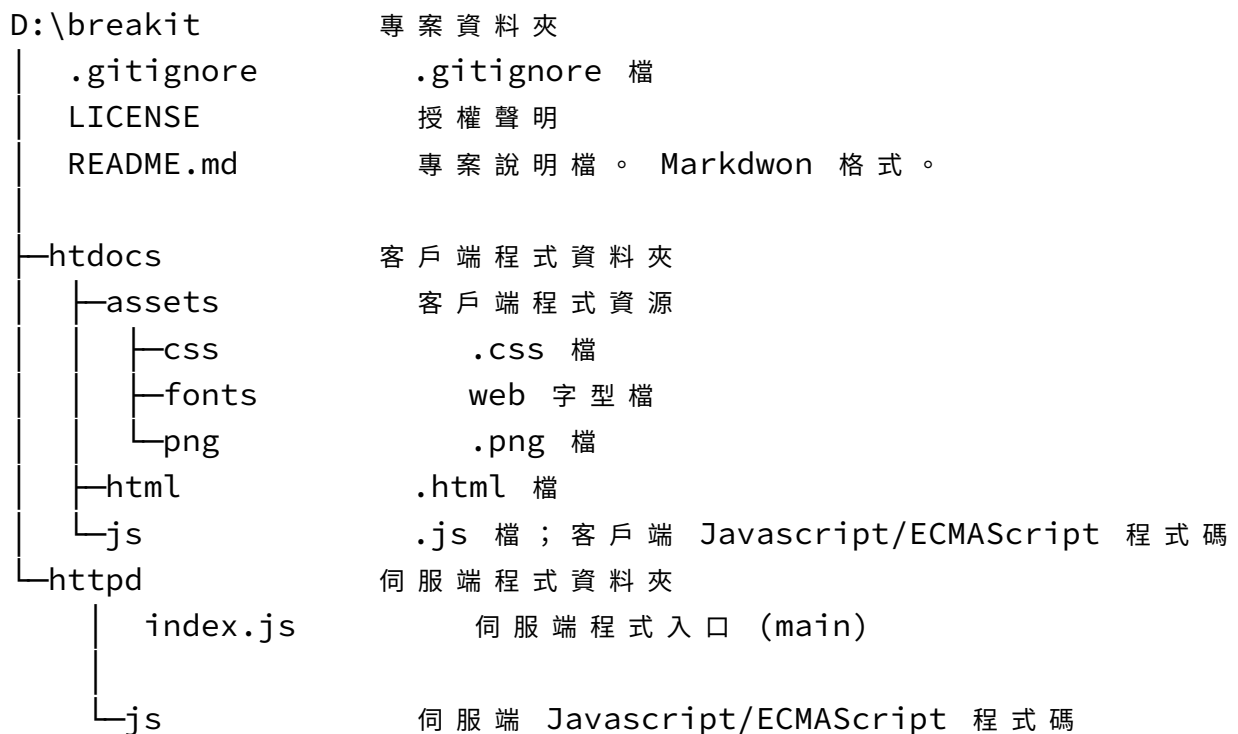 D:\breakit 專案資料夾
│ .gitignore .gitignore 檔
│ LICENSE 授權聲明
│ README.md 專案說明檔。 Markdwon 格式。
│
├─htdocs 客戶端程式資料夾
│ ├─assets 客戶端程式資源
│ │ ├─css .css 檔
│ │ ├─fonts web 字型檔
│ │ └─png .png 檔
│ ├─html .html 檔
│ └─js .js 檔；客戶端 Javascript/ECMAScript 程式碼
└─httpd 伺服端程式資料夾
│ index.js 伺服端程式入口 (main)
│
└─js 伺服端 Javascript/ECMAScript 程式碼